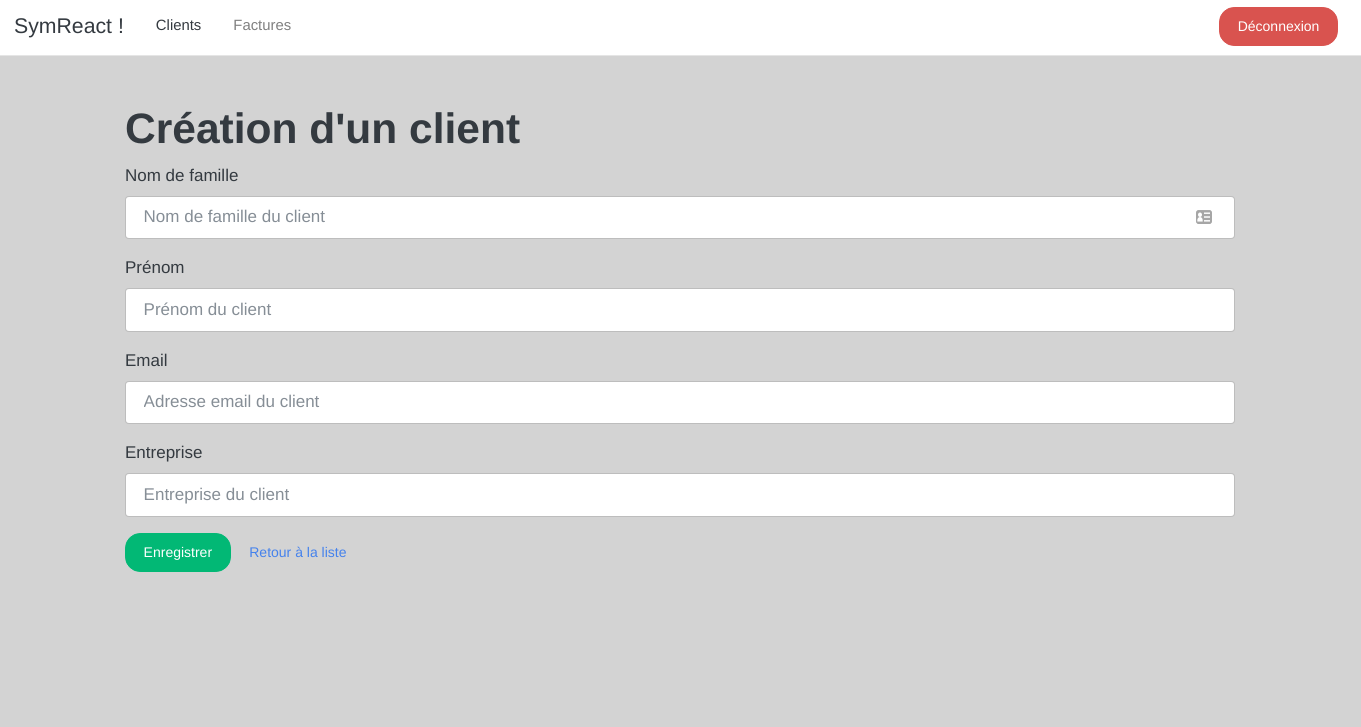 SymReact ! Clients Factures Déconnexion
Création d'un client
Nom de famille
Nom de famille du client
Prénom
Prénom du client
Email
Adresse email du client
Entreprise
Entreprise du client
Enregistrer Retour à la liste